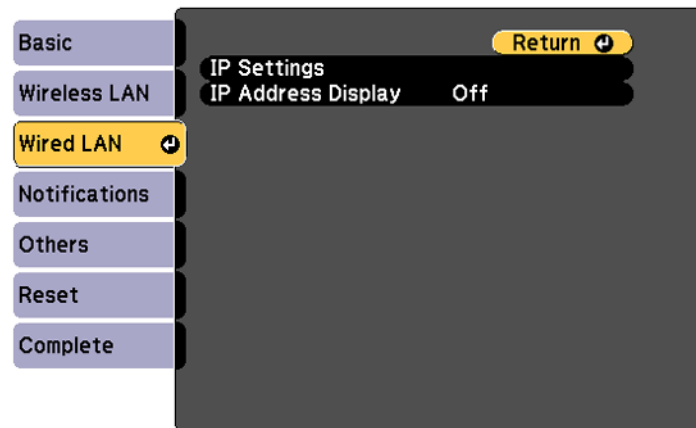 Basic
Wireless LAN
Wired LAN
Notifications
Others
Reset
Complete
Return
IP Settings
IP Address Display Off